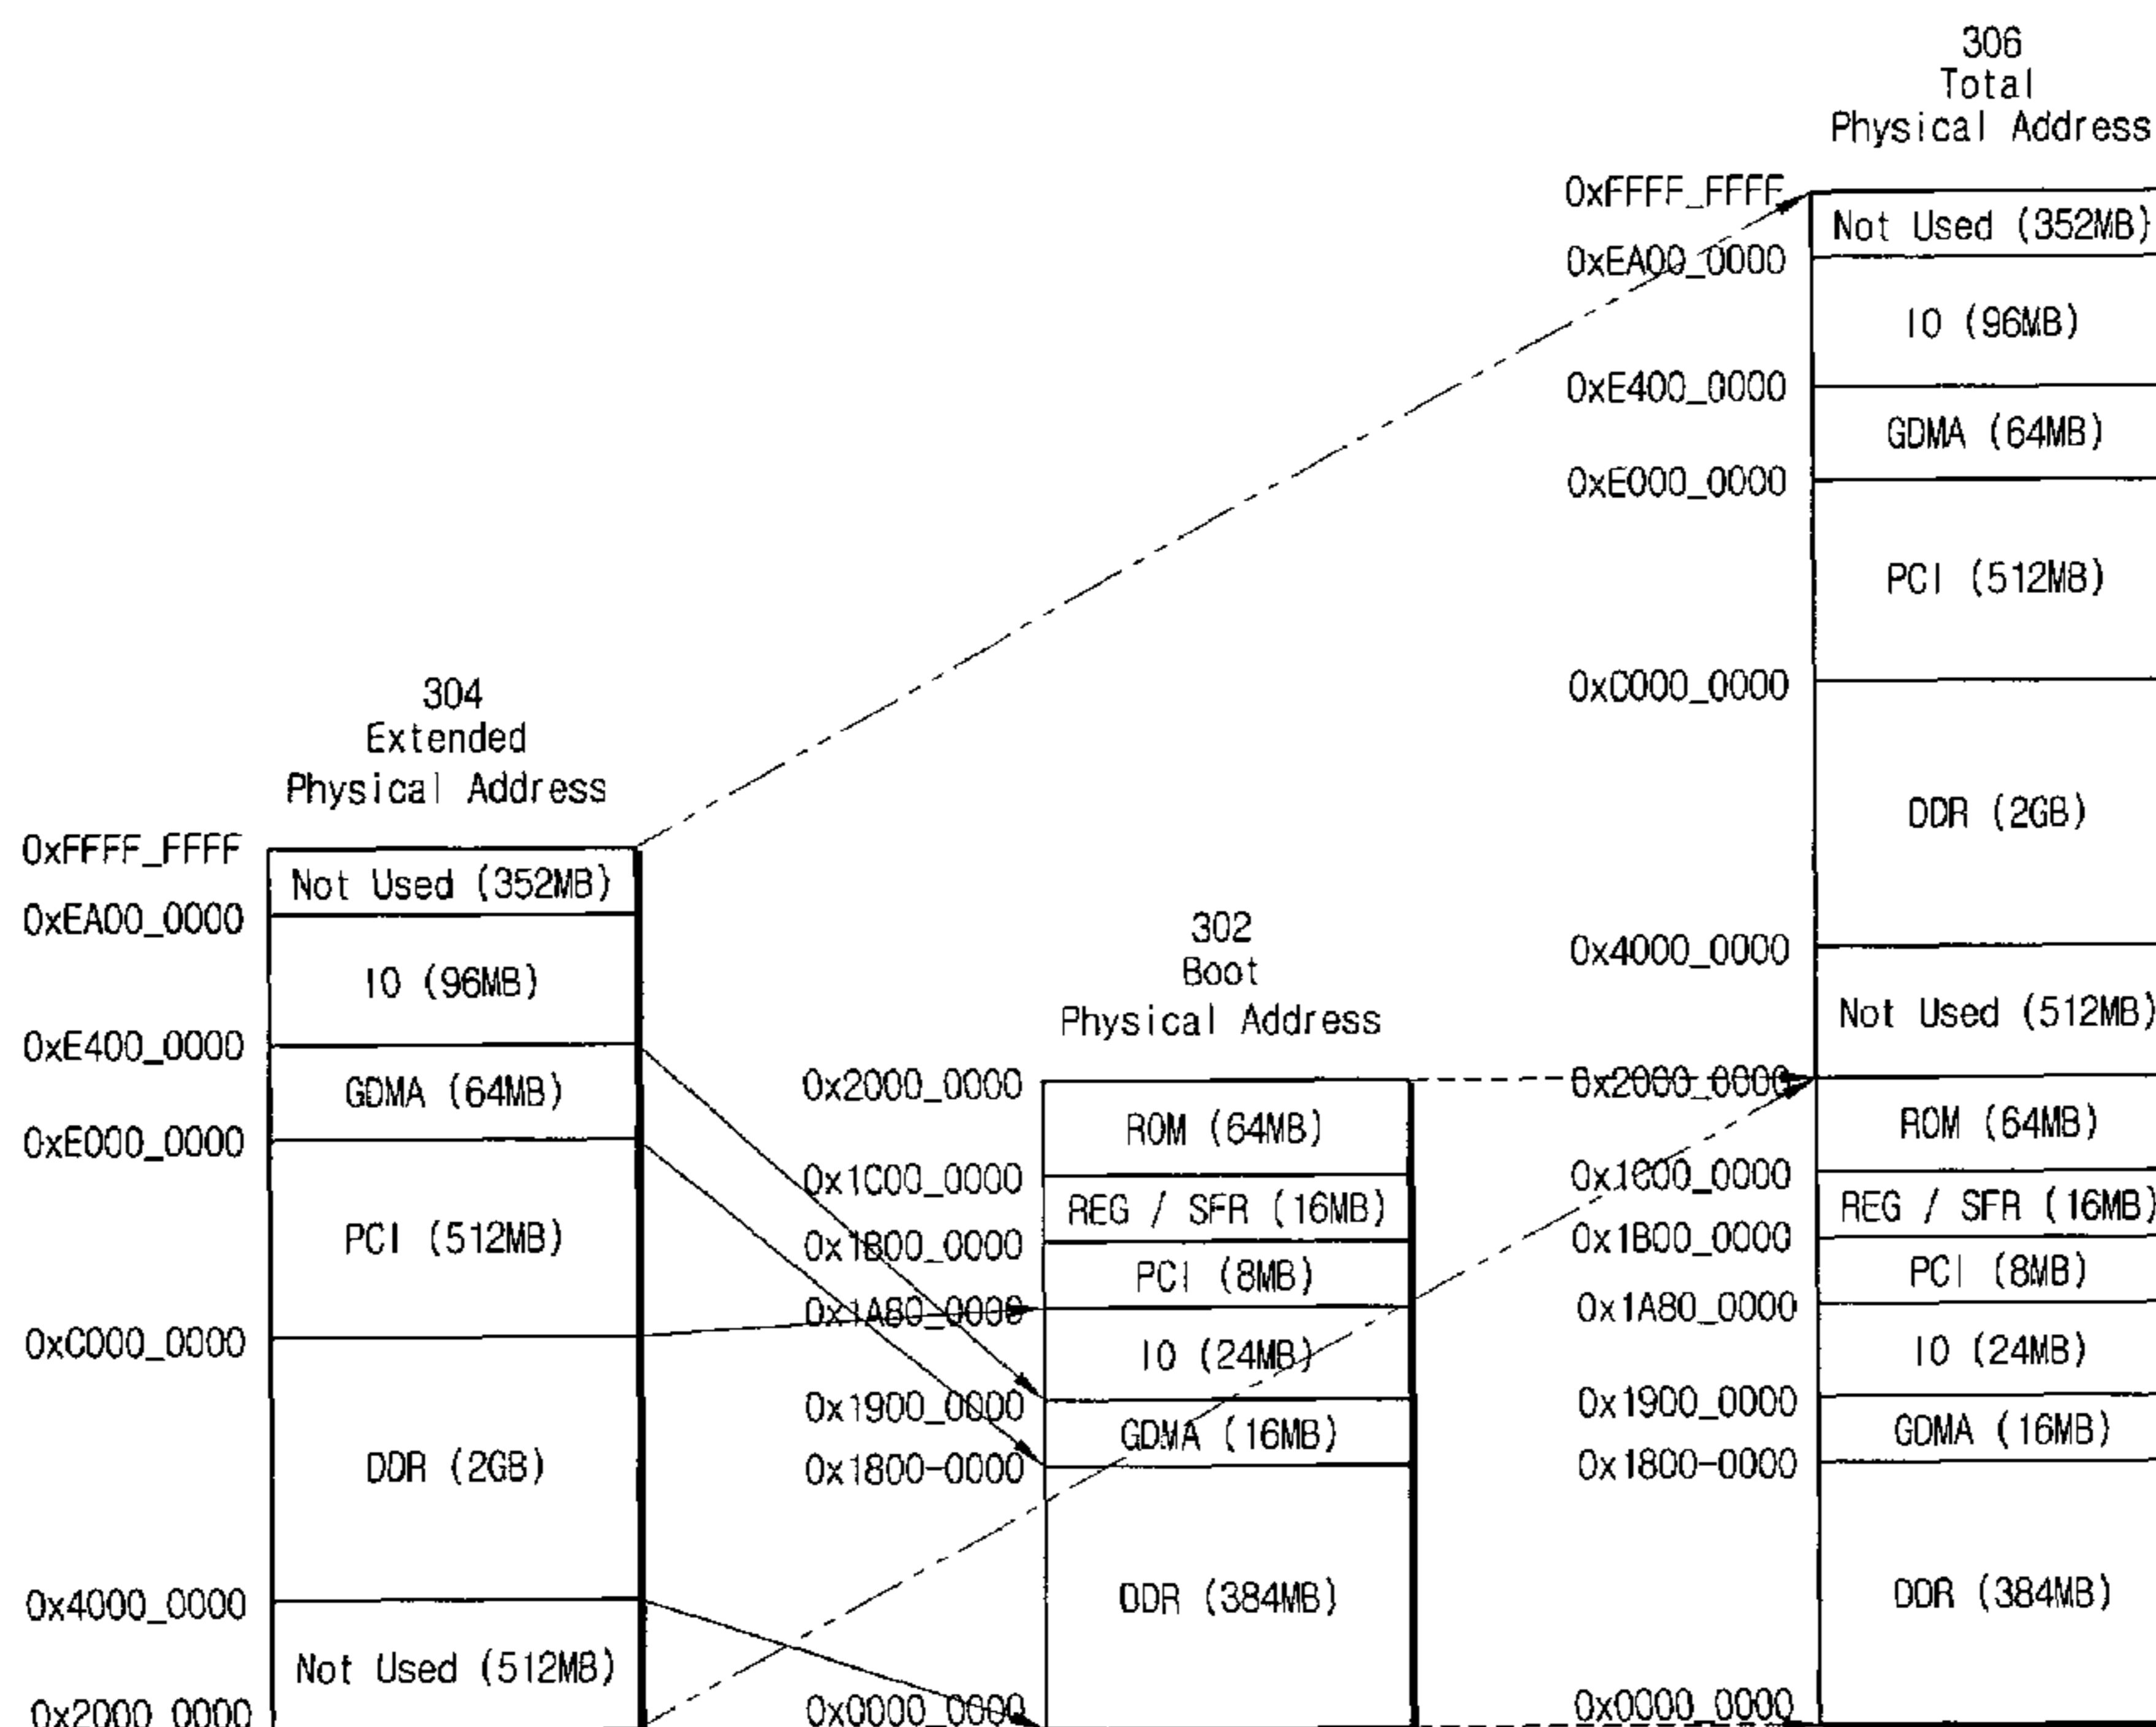 306
Total
Physical Address
0xFFFF_FFFF
Not Used (352MB)
0xEA00_0000
IO (96MB)
0xE400_0000
GDMA (64MB)
0xE000_0000
PCI (512MB)
0xC000_0000
DDR (2GB)
0x4000_0000
Not Used (512MB)
0x2000_0000
ROM (64MB)
0x1C00_0000
REG / SFR (16MB)
0x1B00_0000
PCI (8MB)
0x1A80_0000
IO (24MB)
0x1900_0000
GDMA (16MB)
0x1800-0000
DDR (384MB)
0x0000_0000
304
Extended
Physical Address
0xFFFF_FFFF
Not Used (352MB)
0xEA00_0000
IO (96MB)
0xE400_0000
GDMA (64MB)
0xE000_0000
PCI (512MB)
0xC000_0000
DDR (2GB)
0x4000_0000
Not Used (512MB)
0x2000_0000
302
Boot
Physical Address
0x2000_0000
ROM (64MB)
0x1C00_0000
REG / SFR (16MB)
0x1B00_0000
PCI (8MB)
0x1A80_0000
IO (24MB)
0x1900_0000
GDMA (16MB)
0x1800-0000
DDR (384MB)
0x0000_0000